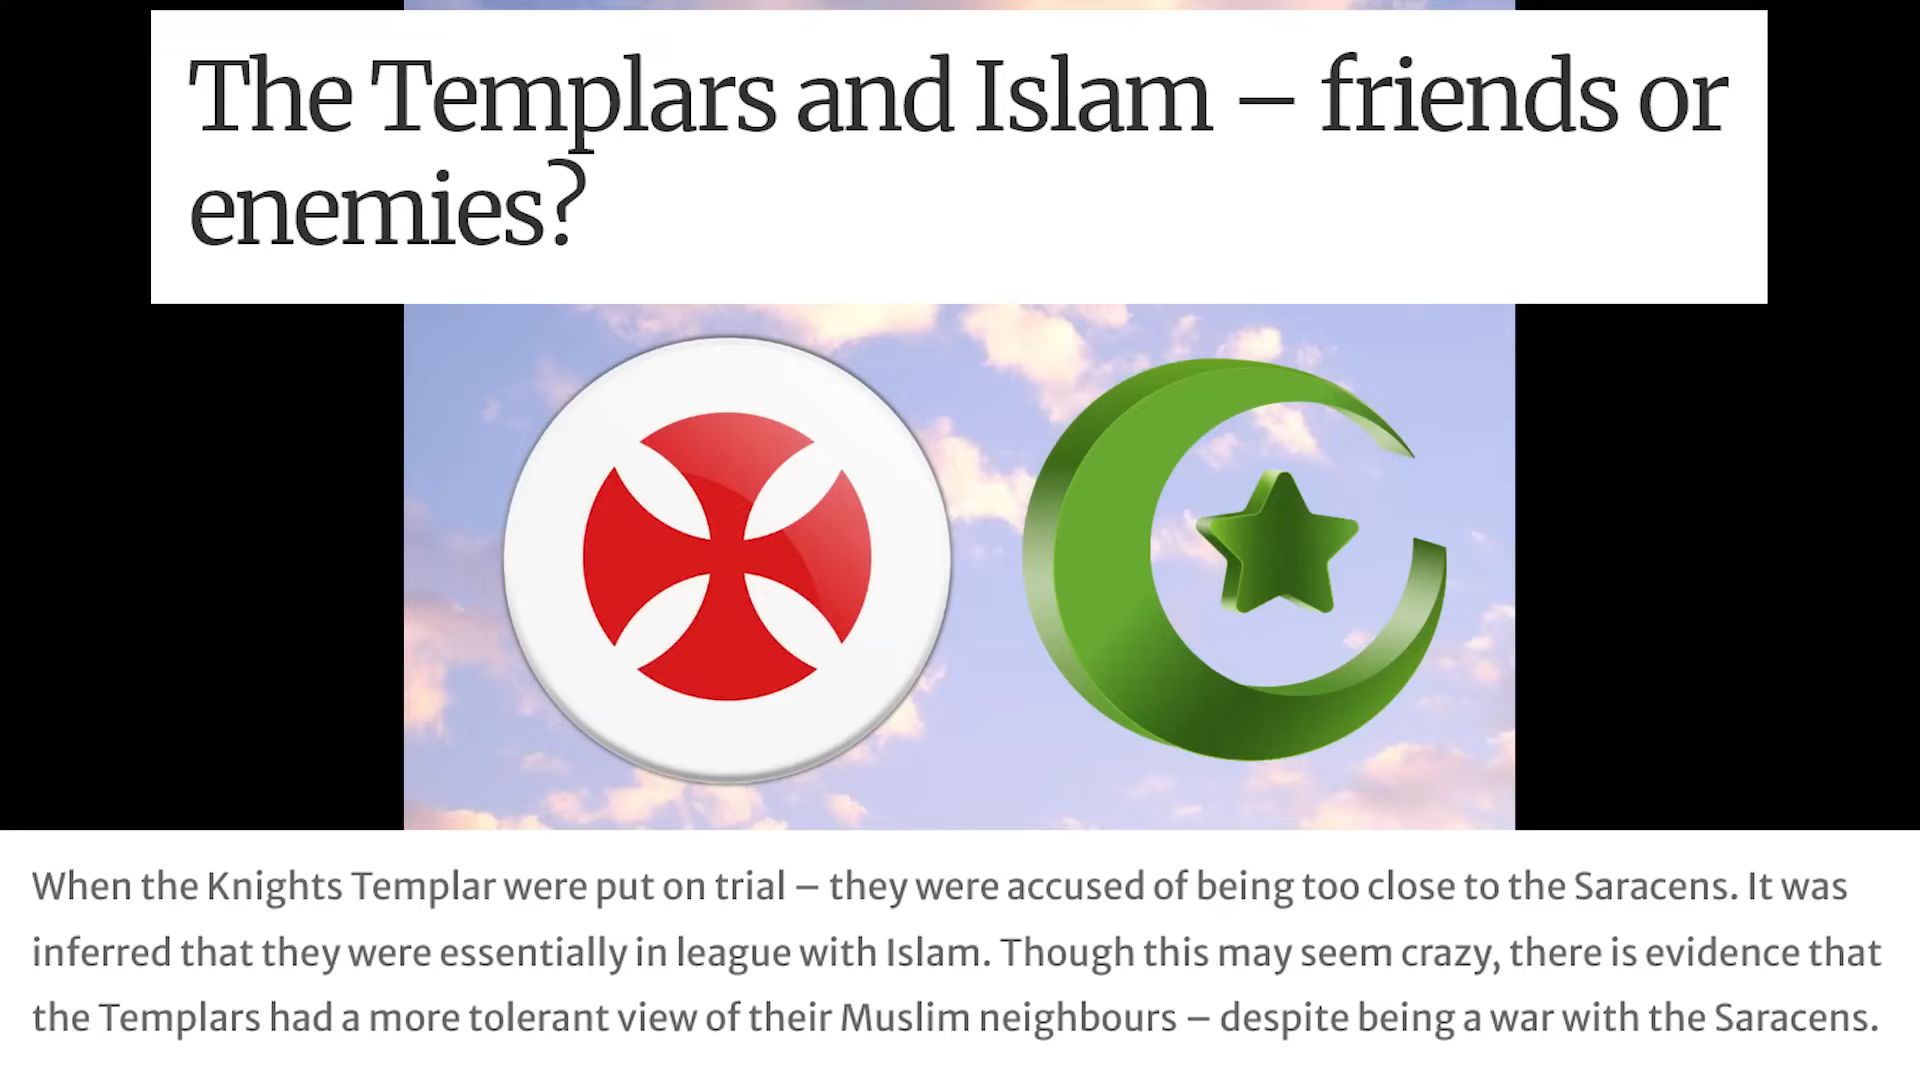 The Templars and Islam – friends or
enemies?
When the Knights Templar were put on trial – they were accused of being too close to the Saracens. It was
inferred that they were essentially in league with Islam. Though this may seem crazy, there is evidence that
the Templars had a more tolerant view of their Muslim neighbours – despite being a war with the Saracens.